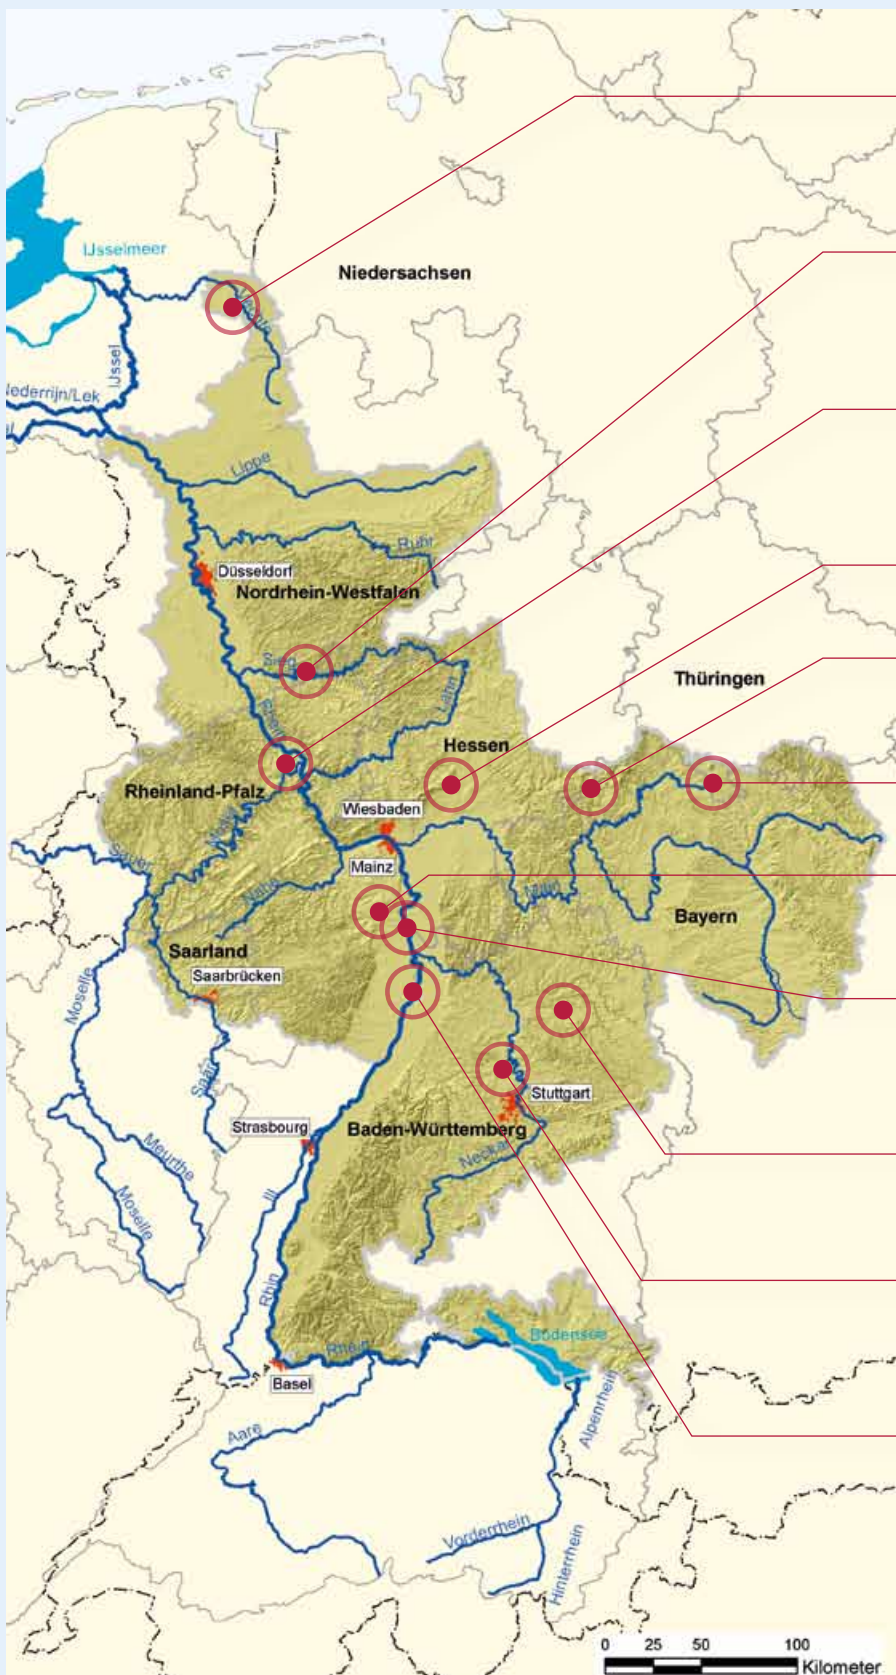 IJsselmeer
Niedersachsen
Vechte
IJssel
Nederrijn/Lek
Lippe
Ruhr
Düsseldorf
Nordrhein-Westfalen
Sieg
Lahn
Thüringen
Rhein
Hessen
Rheinland-Pfalz
Wiesbaden
Mosel
Sauer
Mainz
Nahe
Main
Bayern
Saarland
Saarbrücken
Moselle
Saar
Stuttgart
Strasbourg
Baden-Württemberg
Meurthe
Neckar
Moselle
Ill
Rhin
Rhein
Bodensee
Basel
Alpenrhein
Aare
Vorderrhein
Hinterrhein
0 25 50 100
Kilometer